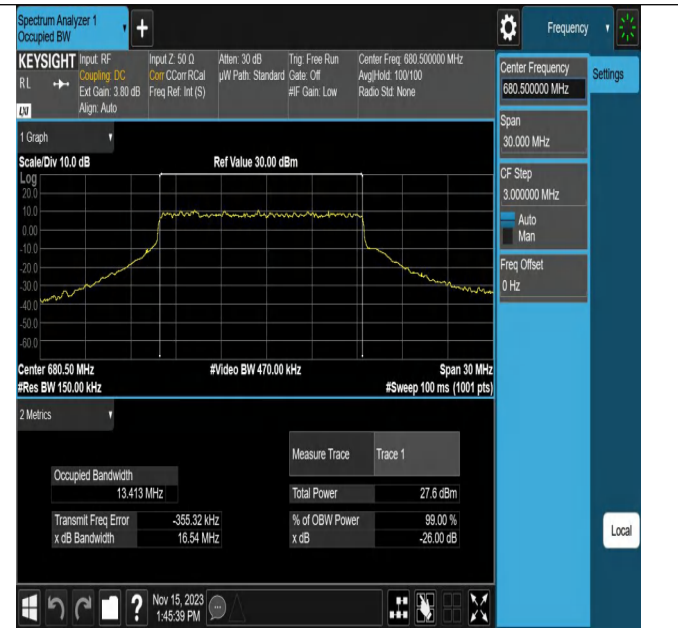 Spectrum Analyzer 1
Occupied BW
Frequency
KEYSIGHT
RL
LXI
Input: RF
Coupling: DC
Ext Gain: 3.80 dB
Align: Auto
Input Z: 50 Ω
Corr CCorr RCal
Freq Ref: Int (S)
Atten: 30 dB
µW Path: Standard
Trig: Free Run
Gate: Off
#IF Gain: Low
Center Freq: 680.500000 MHz
Avg|Hold: 100/100
Radio Std: None
1 Graph
Scale/Div 10.0 dB
Ref Value 30.00 dBm
Log
20.0
10.0
0.00
-10.0
-20.0
-30.0
-40.0
-50.0
-60.0
Center 680.50 MHz
#Video BW 470.00 kHz
Span 30 MHz
#Res BW 150.00 kHz
#Sweep 100 ms (1001 pts)
2 Metrics
Measure Trace
Trace 1
Occupied Bandwidth
13.413 MHz
Total Power
27.6 dBm
Transmit Freq Error
-355.32 kHz
% of OBW Power
99.00 %
x dB Bandwidth
16.54 MHz
x dB
-26.00 dB
Center Frequency
680.500000 MHz
Settings
Span
30.000 MHz
CF Step
3.000000 MHz
Auto
Man
Freq Offset
0 Hz
Local
?
Nov 15, 2023
1:45:39 PM